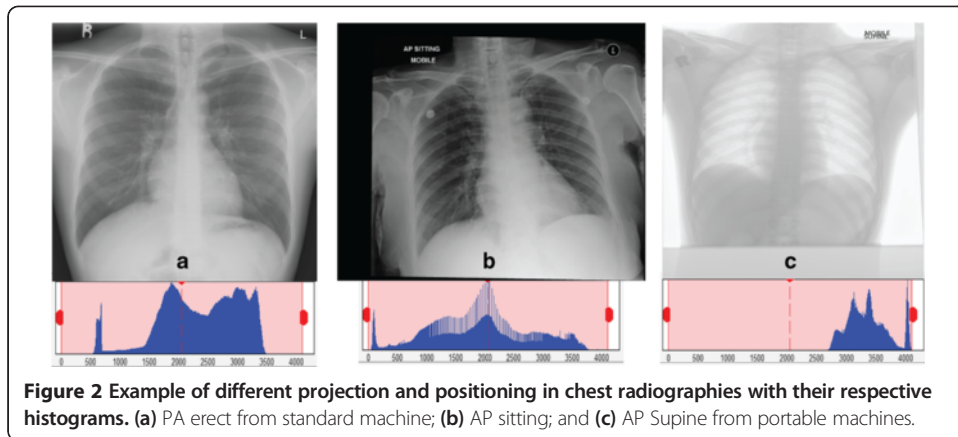 R L
AP SITTING
MOBILE
L
MOBILE
SUPINE
a b c
0 500 1000 1500 2000 2500 3000 3500 4000
0 500 1000 1500 2000 2500 3000 3500 4000
0 500 1000 1500 2000 2500 3000 3500 4000
Figure 2 Example of different projection and positioning in chest radiographies with their respective
histograms. (a) PA erect from standard machine; (b) AP sitting; and (c) AP Supine from portable machines.